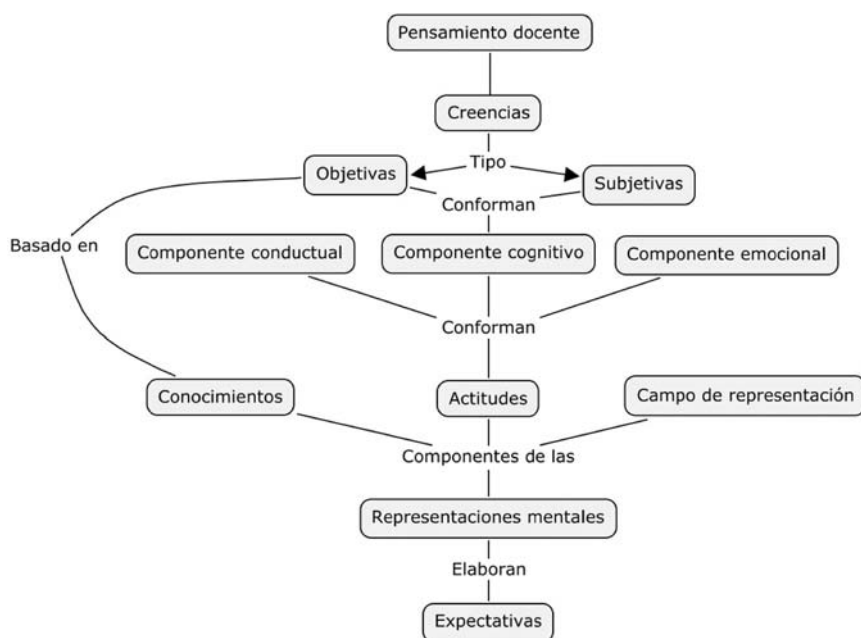 Pensamiento docente
Creencias
Tipo
Objetivas
Subjetivas
Conforman
Basado en
Componente conductual
Componente cognitivo
Componente emocional
Conforman
Conocimientos
Actitudes
Campo de representación
Componentes de las
Representaciones mentales
Elaboran
Expectativas